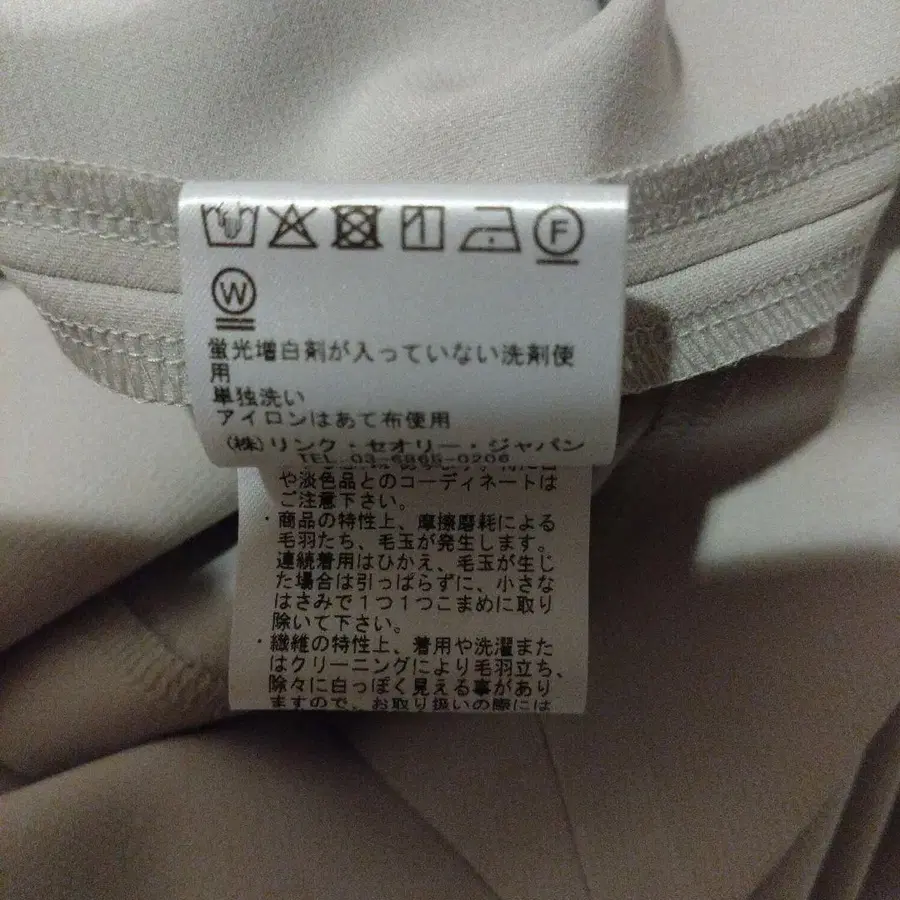 F
W
蛍光増白剤が入っていない洗剤使
用
単独洗い
アイロンはあて布使用
(株)リンク・セオリー・ジャパン
TEL.03-6865-0206
や淡色品とのコーディネートは
ご注意下さい。
・商品の特性上、摩擦磨耗による
毛羽たち、毛玉が発生します。
連続着用はひかえ、毛玉が生じ
た場合は引っぱらずに、小さな
はさみで1つ1つこまめに取り
除いて下さい。
・繊維の特性上、着用や洗濯また
はクリーニングにより毛羽立ち、
除々に白っぽく見える事があり
ますので、お取り扱いの際には